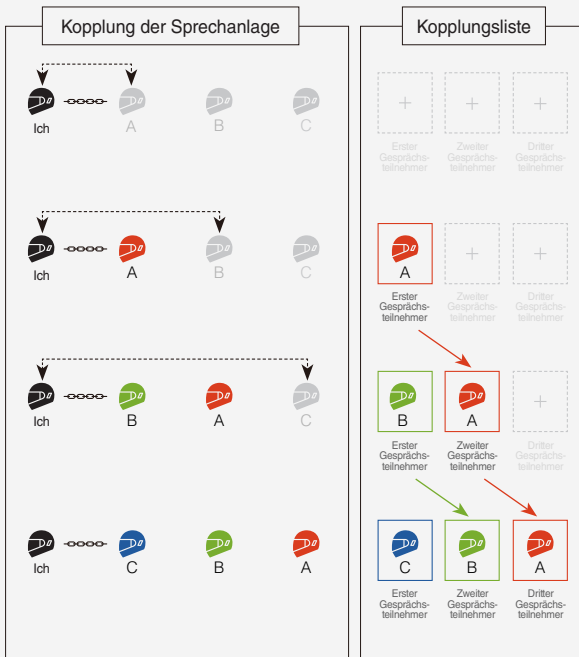 Kopplung der Sprechanlage
Ich
A
B
C
Ich
A
B
C
Ich
B
A
C
Ich
C
B
A
Kopplungsliste
+
+
+
Erster
Gesprächs-
teilnehmer
Zweiter
Gesprächs-
teilnehmer
Dritter
Gesprächs-
teilnehmer
A
+
+
Erster
Gesprächs-
teilnehmer
Zweiter
Gesprächs-
teilnehmer
Dritter
Gesprächs-
teilnehmer
B
A
+
Erster
Gesprächs-
teilnehmer
Zweiter
Gesprächs-
teilnehmer
Dritter
Gesprächs-
teilnehmer
C
B
A
Erster
Gesprächs-
teilnehmer
Zweiter
Gesprächs-
teilnehmer
Dritter
Gesprächs-
teilnehmer